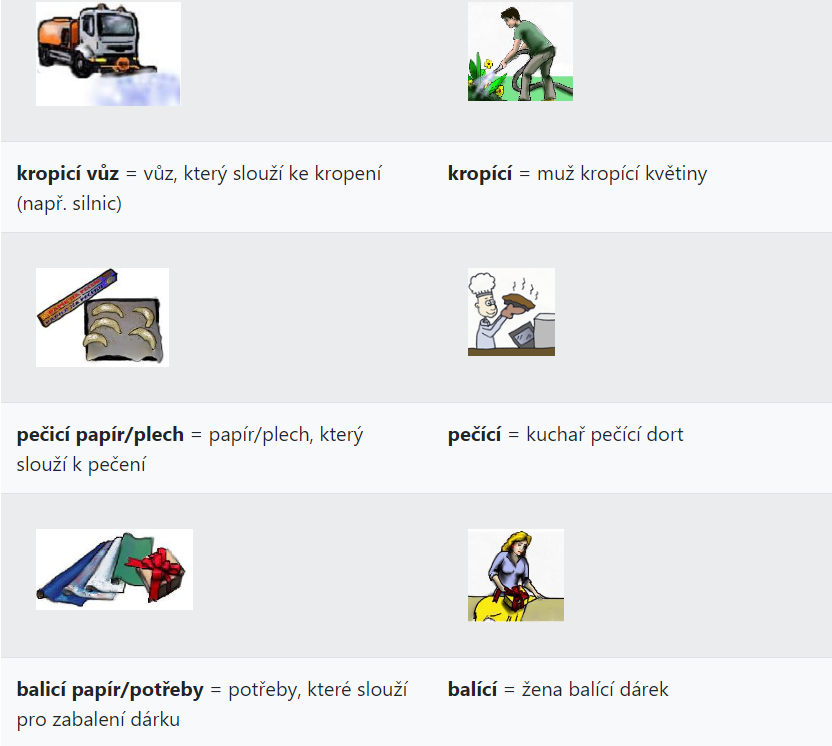 kropicí vůz = vůz, který slouží ke kropení
(např. silnic)
kropící = muž kropící květiny
pečicí papír/plech = papír/plech, který
slouží k pečení
pečící = kuchař pečící dort
balicí papír/potřeby = potřeby, které slouží
pro zabalení dárku
balící = žena balící dárek